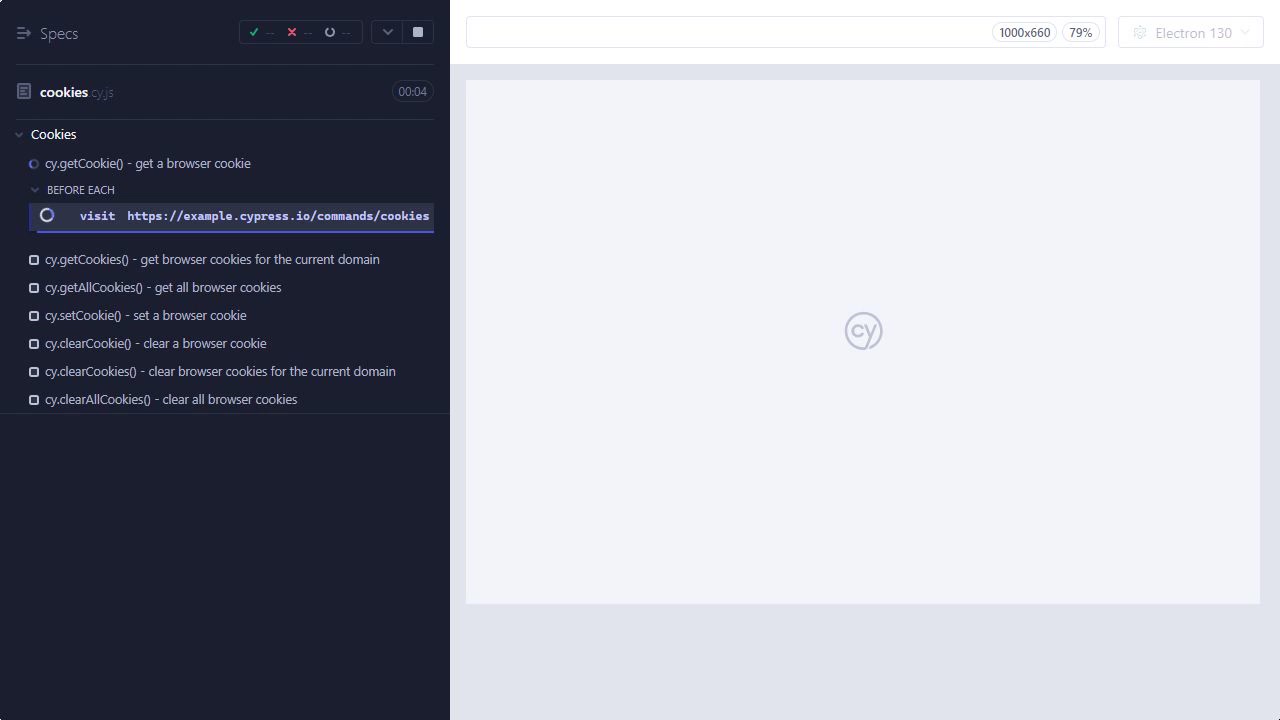 Specs
-- -- --
cookies.cy.js 00:04
Cookies
cy.getCookie() - get a browser cookie
BEFORE EACH
visit https://example.cypress.io/commands/cookies
cy.getCookies() - get browser cookies for the current domain
cy.getAllCookies() - get all browser cookies
cy.setCookie() - set a browser cookie
cy.clearCookie() - clear a browser cookie
cy.clearCookies() - clear browser cookies for the current domain
cy.clearAllCookies() - clear all browser cookies
1000x660 79% Electron 130
cy